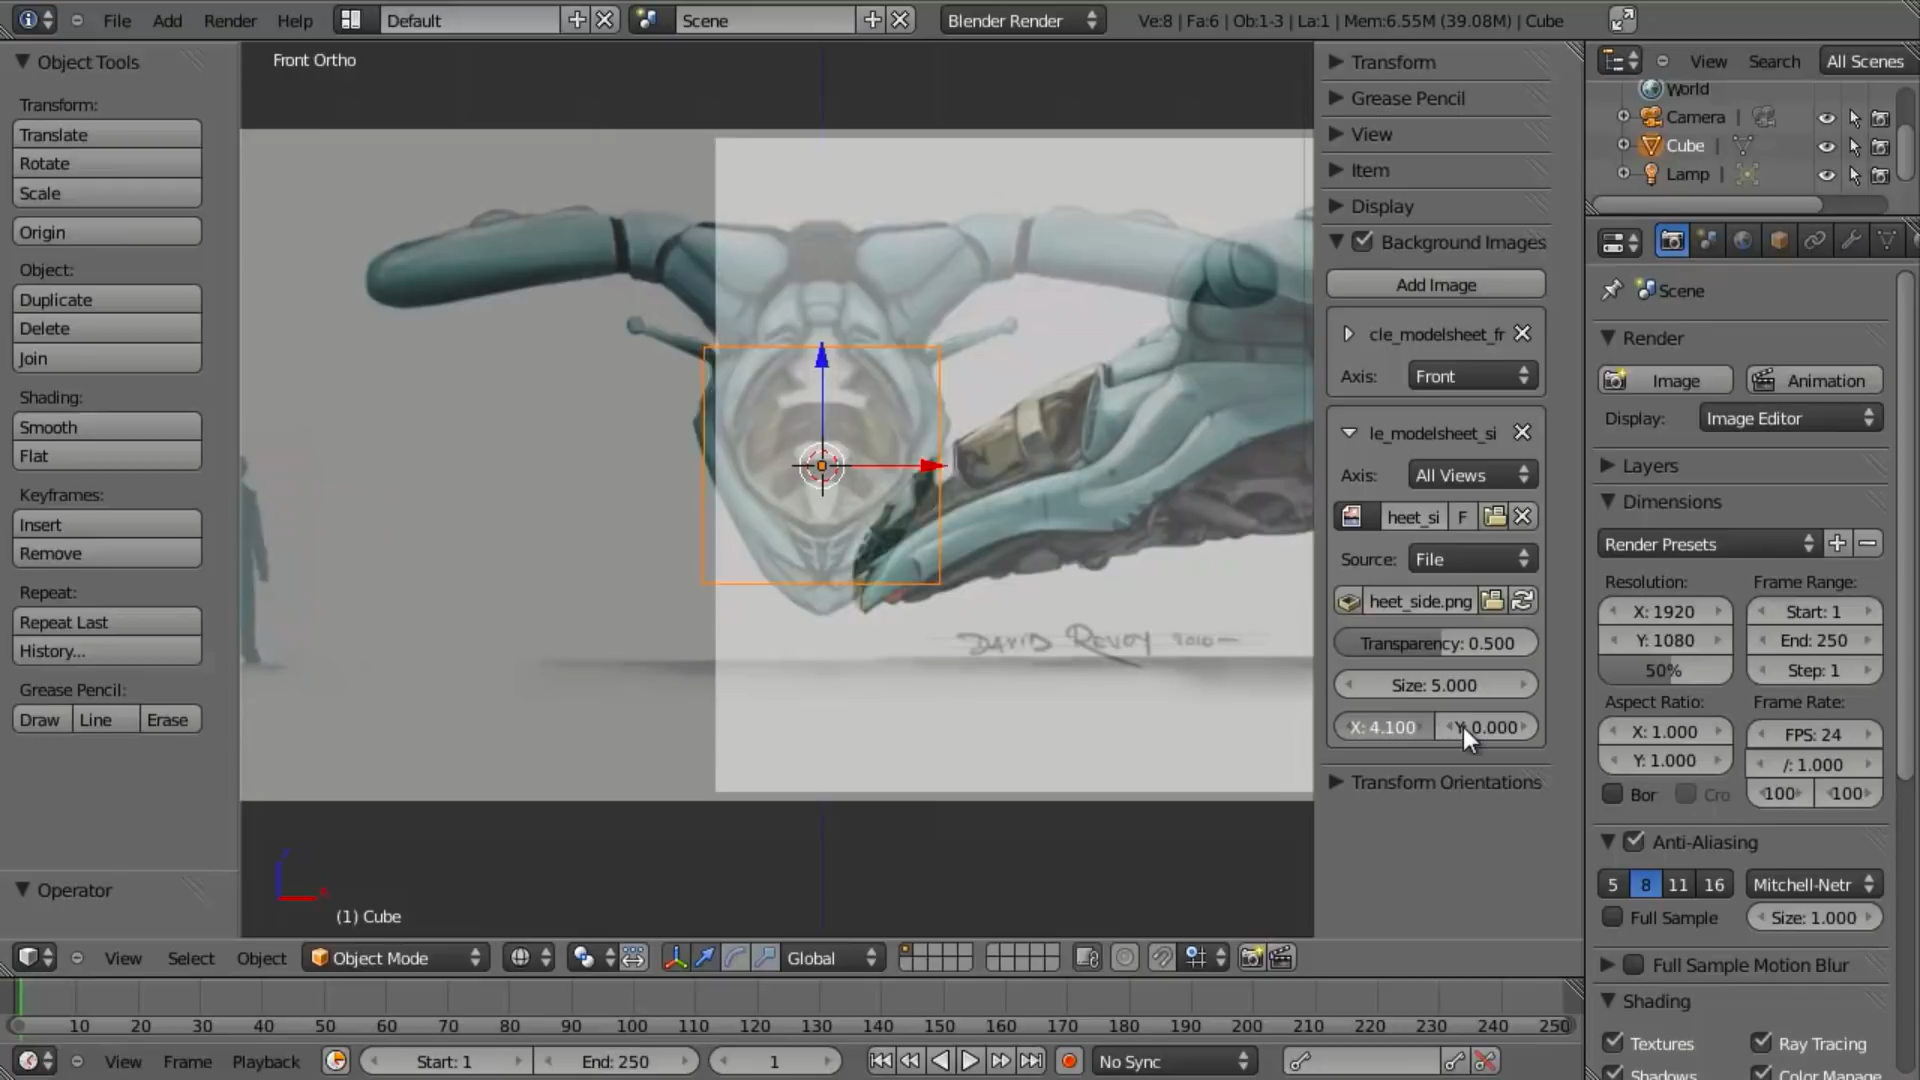 File Add Render Help Default Scene Blender Render Ve:8 | Fa:6 | Ob:1-3 | La:1 | Mem:6.55M (39.08M) | Cube
Object Tools
Transform:
Translate
Rotate
Scale
Origin
Object:
Duplicate
Delete
Join
Shading:
Smooth
Flat
Keyframes:
Insert
Remove
Repeat:
Repeat Last
History...
Grease Pencil:
Draw Line Erase
Operator
Front Ortho
DAVID REVOY 2010
(1) Cube
Transform
Grease Pencil
View
Item
Display
Background Images
Add Image
cle_modelsheet_fr
Axis: Front
le_modelsheet_si
Axis: All Views
heet_si F
Source: File
heet_side.png
Transparency: 0.500
Size: 5.000
X: 4.100 Y: 0.000
Transform Orientations
View Search All Scenes
World
Camera
Cube
Lamp
Scene
Render
Image Animation
Display: Image Editor
Layers
Dimensions
Render Presets
Resolution: Frame Range:
X: 1920 Start: 1
Y: 1080 End: 250
50% Step: 1
Aspect Ratio: Frame Rate:
X: 1.000 FPS: 24
Y: 1.000 /: 1.000
Bor Cro 100 100
Anti-Aliasing
5 8 11 16 Mitchell-Netr
Full Sample Size: 1.000
Full Sample Motion Blur
Shading
Textures Ray Tracing
Shadows Color Manage
View Select Object Object Mode Global
10 20 30 40 50 60 70 80 90 100 110 120 130 140 150 160 170 180 190 200 210 220 230 240 250
View Frame Playback Start: 1 End: 250 1 No Sync